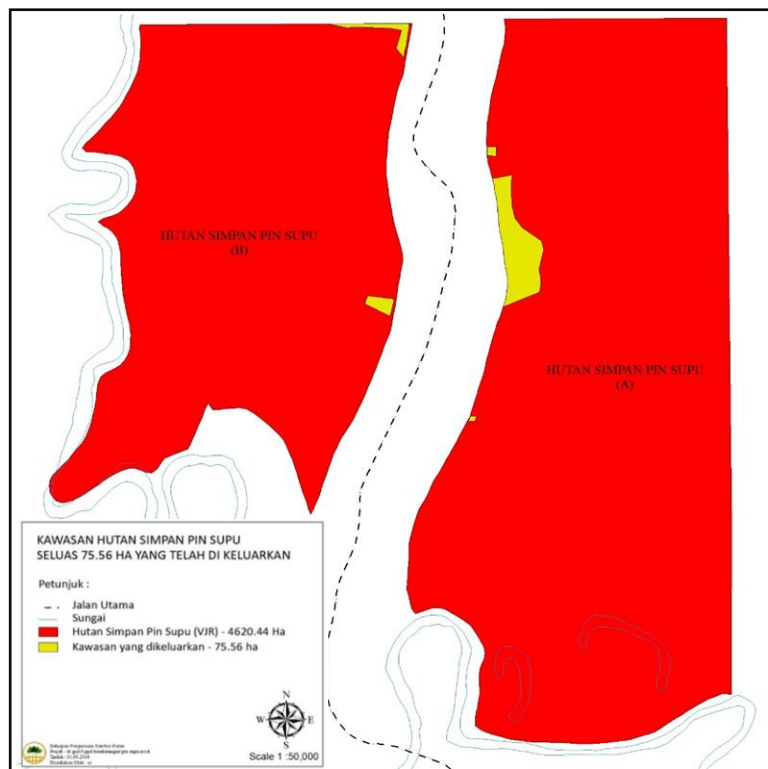 HUTAN SIMPAN PIN SUPU
(B)
HUTAN SIMPAN PIN SUPU
(A)
KAWASAN HUTAN SIMPAN PIN SUPU
SELUAS 75.56 HA YANG TELAH DI KELUARKAN
Petunjuk :
Jalan Utama
Sungai
Hutan Simpan Pin Supu (VJR) - 4620.44 Ha
Kawasan yang dikeluarkan - 75.56 ha
N
W E
S
Scale 1 :50,000